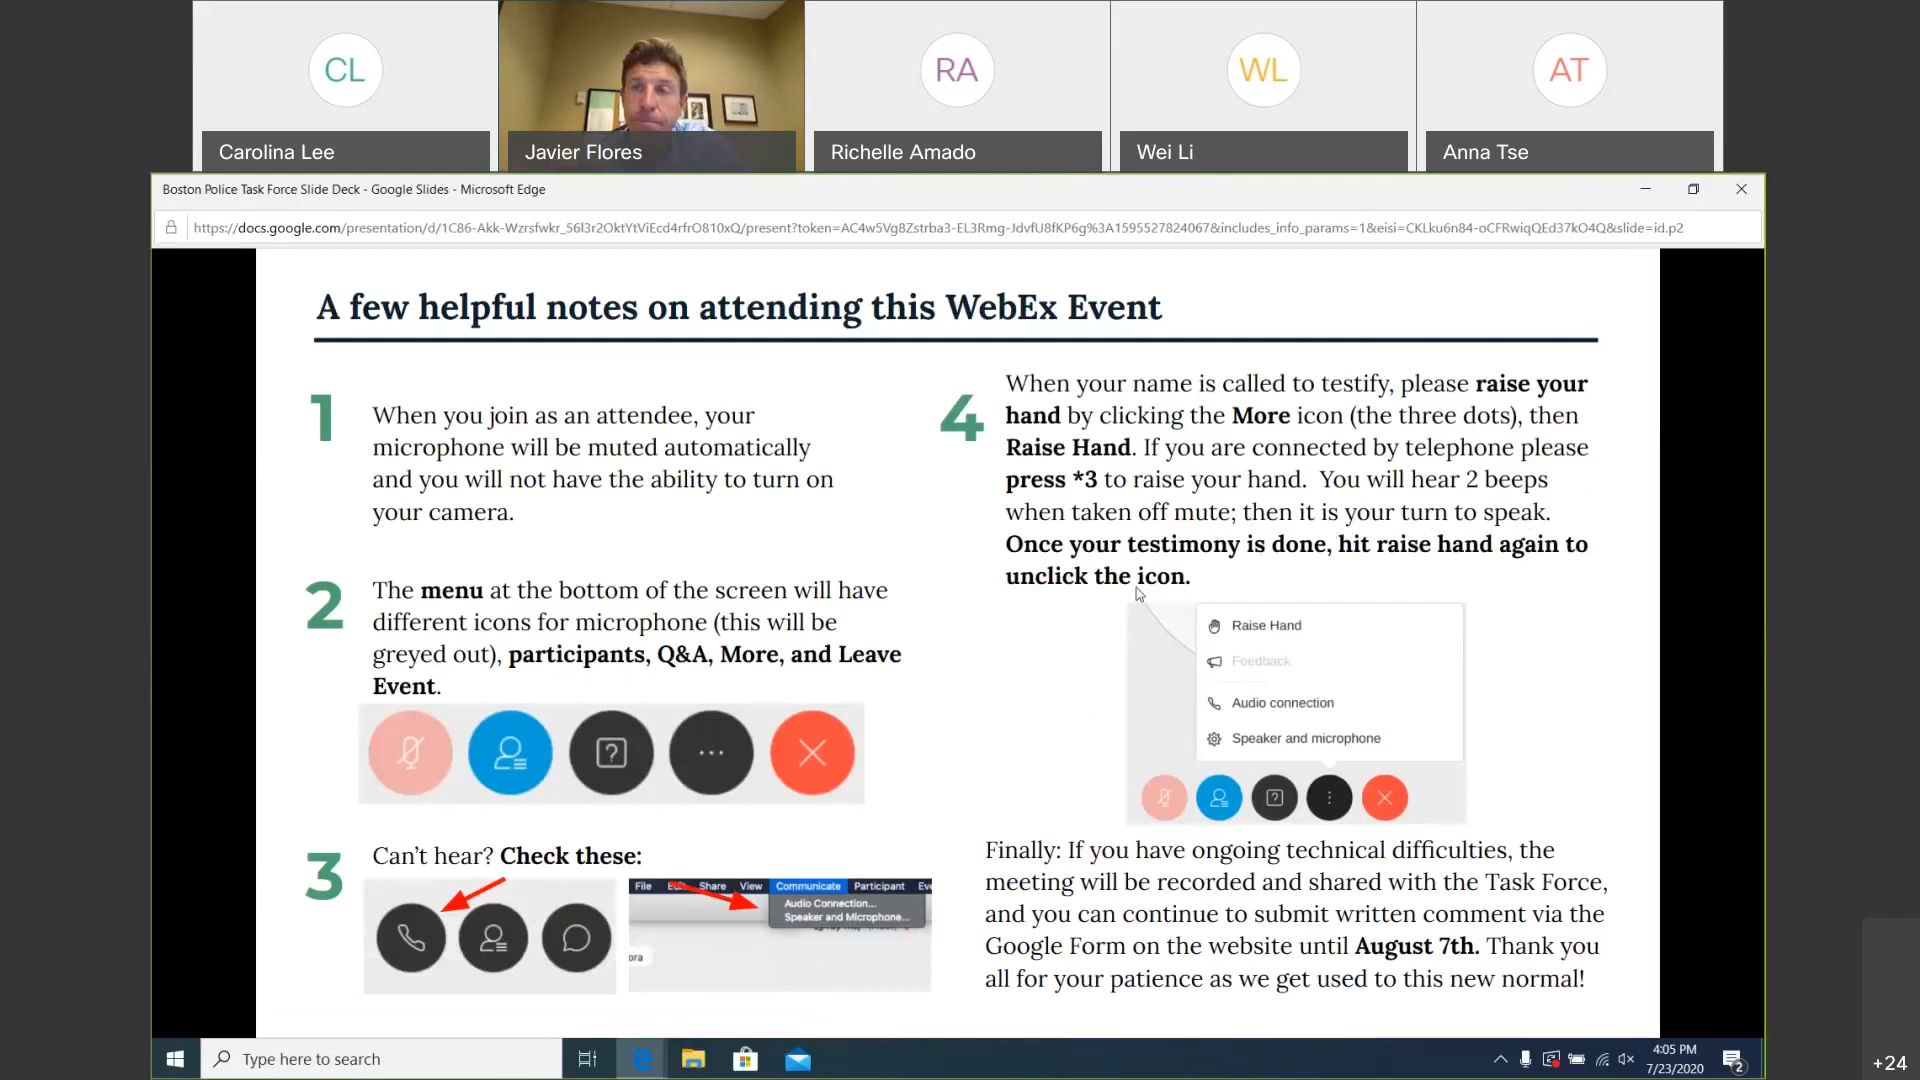 CL
RA
WL
AT
Carolina Lee
Javier Flores
Richelle Amado
Wei Li
Anna Tse
Boston Police Task Force Slide Deck - Google Slides - Microsoft Edge
https://docs.google.com/presentation/d/1C86-Akk-Wzrsfwkr_56l3r2OktYtViEcd4rfrO810xQ/present?token=AC4w5Vg8Zstrba3-EL3Rmg-JdvfU8fKP6g%3A1595527824067&includes_info_params=1&eisi=CKLku6n84-oCFRwiqQEd37kO4Q&slide=id.p2
A few helpful notes on attending this WebEx Event
1
When you join as an attendee, your
microphone will be muted automatically
and you will not have the ability to turn on
your camera.
2
The menu at the bottom of the screen will have
different icons for microphone (this will be
greyed out), participants, Q&A, More, and Leave
Event.
3
Can't hear? Check these:
File Edit Share View Communicate Participant Eve
Audio Connection...
Speaker and Microphone...
ora
4
When your name is called to testify, please raise your
hand by clicking the More icon (the three dots), then
Raise Hand. If you are connected by telephone please
press *3 to raise your hand. You will hear 2 beeps
when taken off mute; then it is your turn to speak.
Once your testimony is done, hit raise hand again to
unclick the icon.
Raise Hand
Feedback
Audio connection
Speaker and microphone
Finally: If you have ongoing technical difficulties, the
meeting will be recorded and shared with the Task Force,
and you can continue to submit written comment via the
Google Form on the website until August 7th. Thank you
all for your patience as we get used to this new normal!
Type here to search
4:05 PM
7/23/2020
2
+24